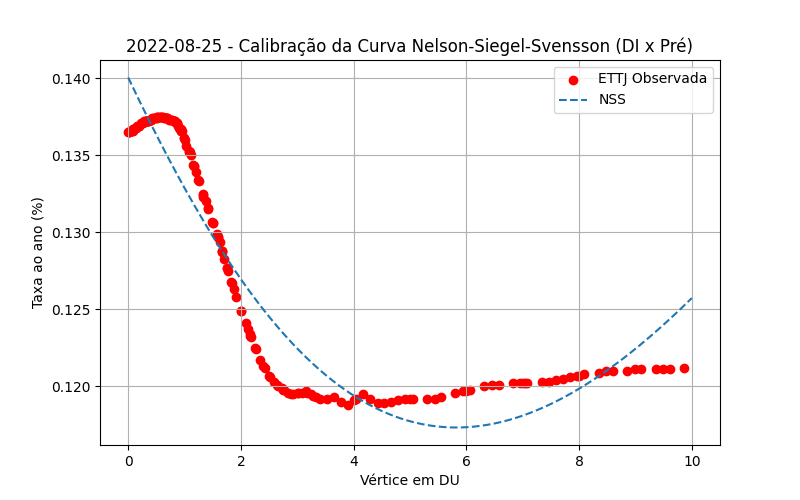 2022-08-25 - Calibração da Curva Nelson-Siegel-Svensson (DI x Pré)
ETTJ Observada
NSS
Taxa ao ano (%)
0.140
0.135
0.130
0.125
0.120
0
2
4
6
8
10
Vértice em DU